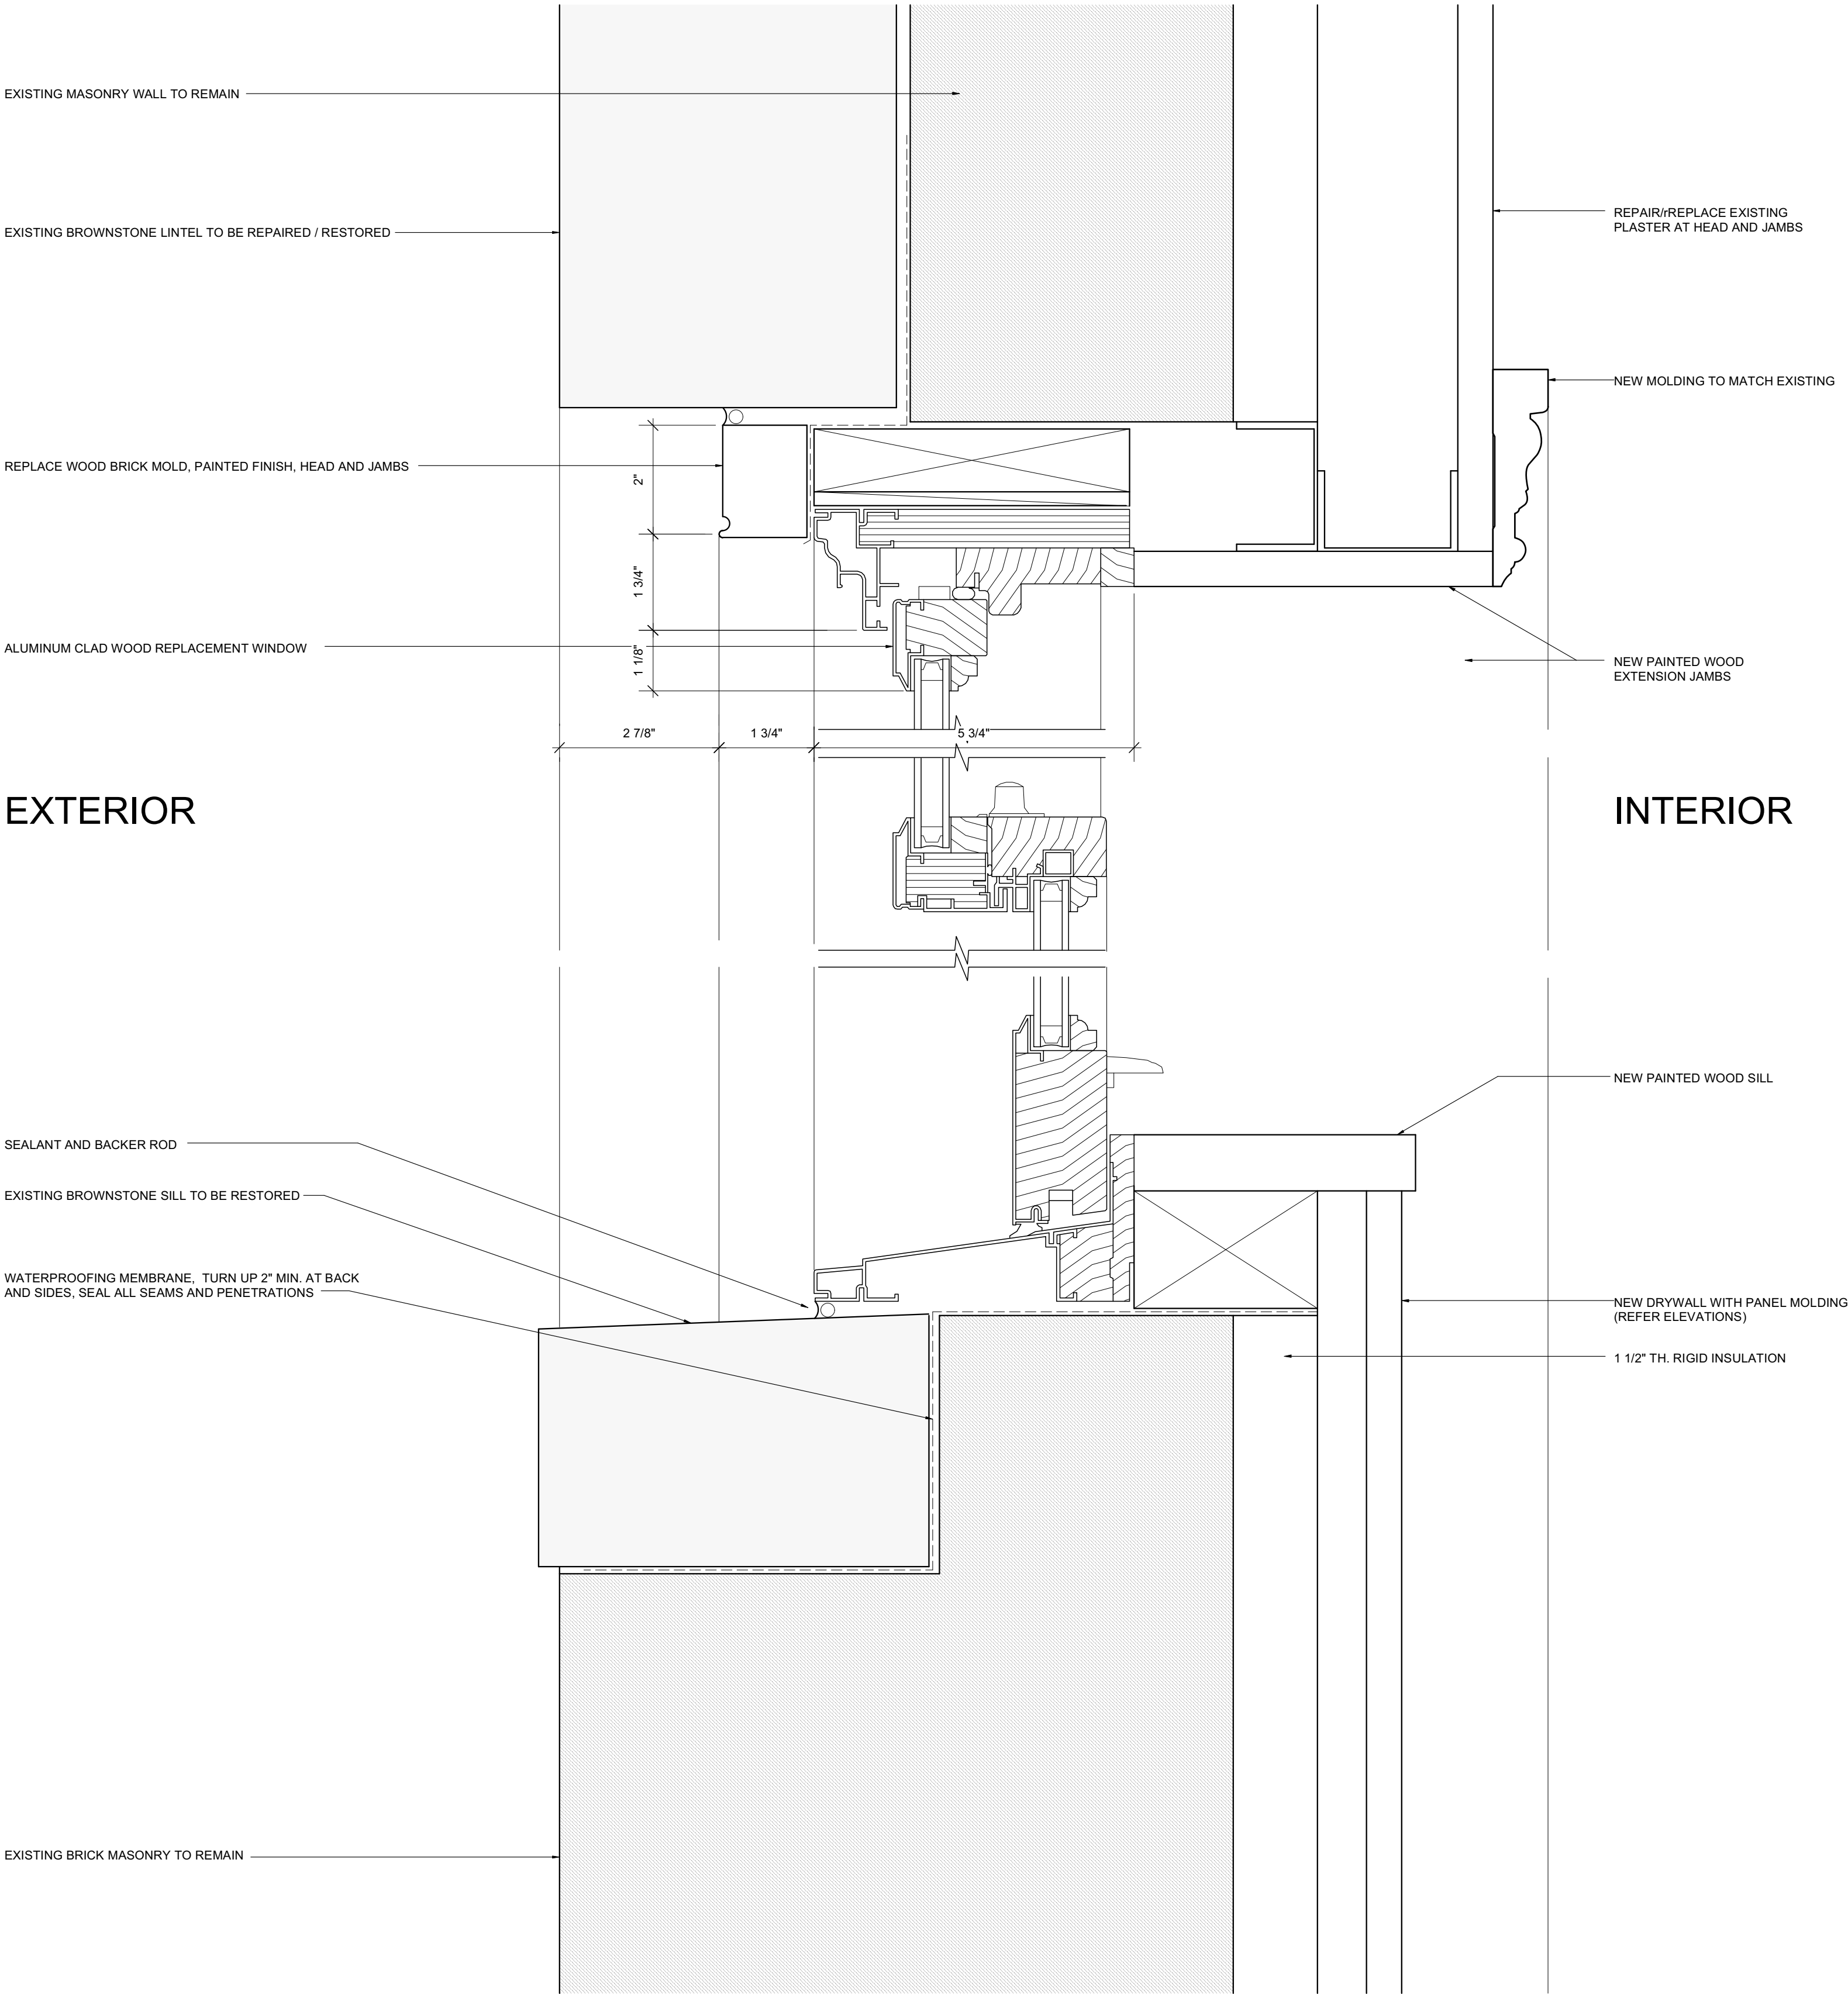 EXISTING MASONRY WALL TO REMAIN
EXISTING BROWNSTONE LINTEL TO BE REPAIRED / RESTORED
REPAIR/rREPLACE EXISTING
PLASTER AT HEAD AND JAMBS
NEW MOLDING TO MATCH EXISTING
REPLACE WOOD BRICK MOLD, PAINTED FINISH, HEAD AND JAMBS
2"
1 3/4"
1 1/8"
ALUMINUM CLAD WOOD REPLACEMENT WINDOW
NEW PAINTED WOOD
EXTENSION JAMBS
2 7/8"
1 3/4"
5 3/4"
EXTERIOR
INTERIOR
NEW PAINTED WOOD SILL
SEALANT AND BACKER ROD
EXISTING BROWNSTONE SILL TO BE RESTORED
WATERPROOFING MEMBRANE, TURN UP 2" MIN. AT BACK
AND SIDES, SEAL ALL SEAMS AND PENETRATIONS
NEW DRYWALL WITH PANEL MOLDING
(REFER ELEVATIONS)
1 1/2" TH. RIGID INSULATION
EXISTING BRICK MASONRY TO REMAIN